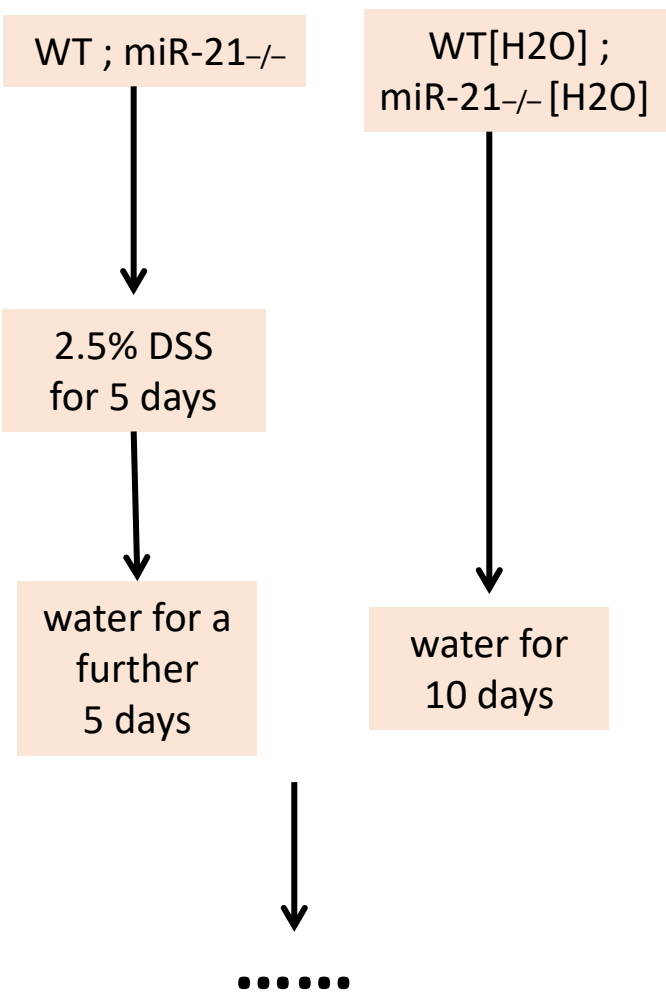 WT ; miR-21–/–
WT[H2O] ;
miR-21–/– [H2O]
2.5% DSS
for 5 days
water for a
further
5 days
water for
10 days
......